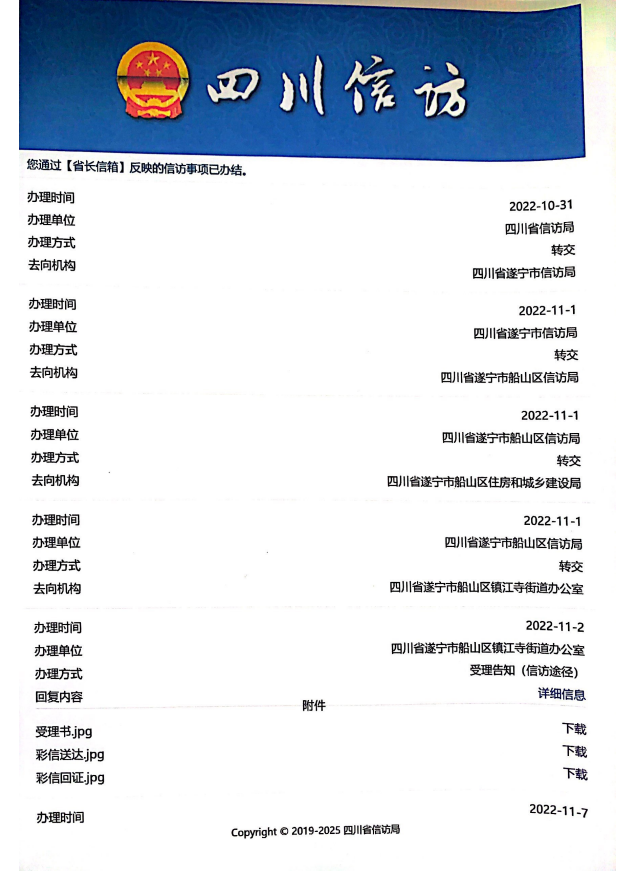 四川信访
您通过【省长信箱】反映的信访事项已办结。
办理时间 2022-10-31
办理单位 四川省信访局
办理方式 转交
去向机构 四川省遂宁市信访局
办理时间 2022-11-1
办理单位 四川省遂宁市信访局
办理方式 转交
去向机构 四川省遂宁市船山区信访局
办理时间 2022-11-1
办理单位 四川省遂宁市船山区信访局
办理方式 转交
去向机构 四川省遂宁市船山区住房和城乡建设局
办理时间 2022-11-1
办理单位 四川省遂宁市船山区信访局
办理方式 转交
去向机构 四川省遂宁市船山区镇江寺街道办公室
办理时间 2022-11-2
办理单位 四川省遂宁市船山区镇江寺街道办公室
办理方式 受理告知（信访途径）
回复内容 详细信息
附件
受理书.jpg 下载
彩信送达.jpg 下载
彩信回证.jpg 下载
办理时间 2022-11-7
Copyright © 2019-2025 四川省信访局